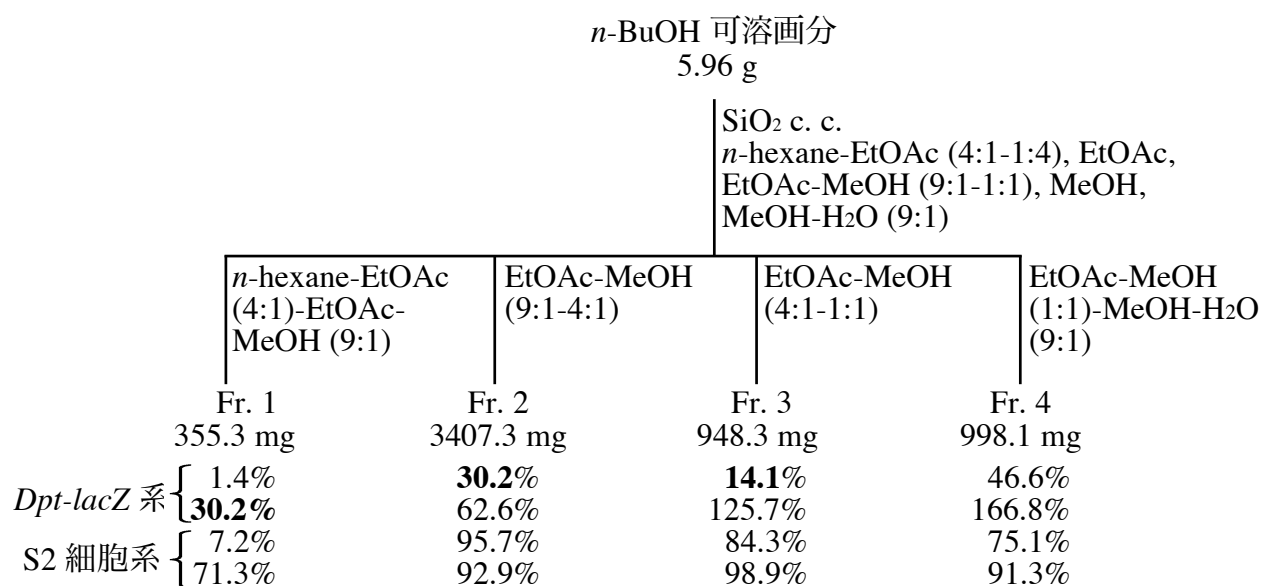 n-BuOH 可溶画分
5.96 g
SiO2 c. c.
n-hexane-EtOAc (4:1-1:4), EtOAc,
EtOAc-MeOH (9:1-1:1), MeOH,
MeOH-H2O (9:1)
n-hexane-EtOAc
(4:1)-EtOAc-
MeOH (9:1)
EtOAc-MeOH
(9:1-4:1)
EtOAc-MeOH
(4:1-1:1)
EtOAc-MeOH
(1:1)-MeOH-H2O
(9:1)
Fr. 1 Fr. 2 Fr. 3 Fr. 4
355.3 mg 3407.3 mg 948.3 mg 998.1 mg
Dpt-lacZ 系
1.4% 30.2% 14.1% 46.6%
30.2% 62.6% 125.7% 166.8%
S2 細胞系
7.2% 95.7% 84.3% 75.1%
71.3% 92.9% 98.9% 91.3%